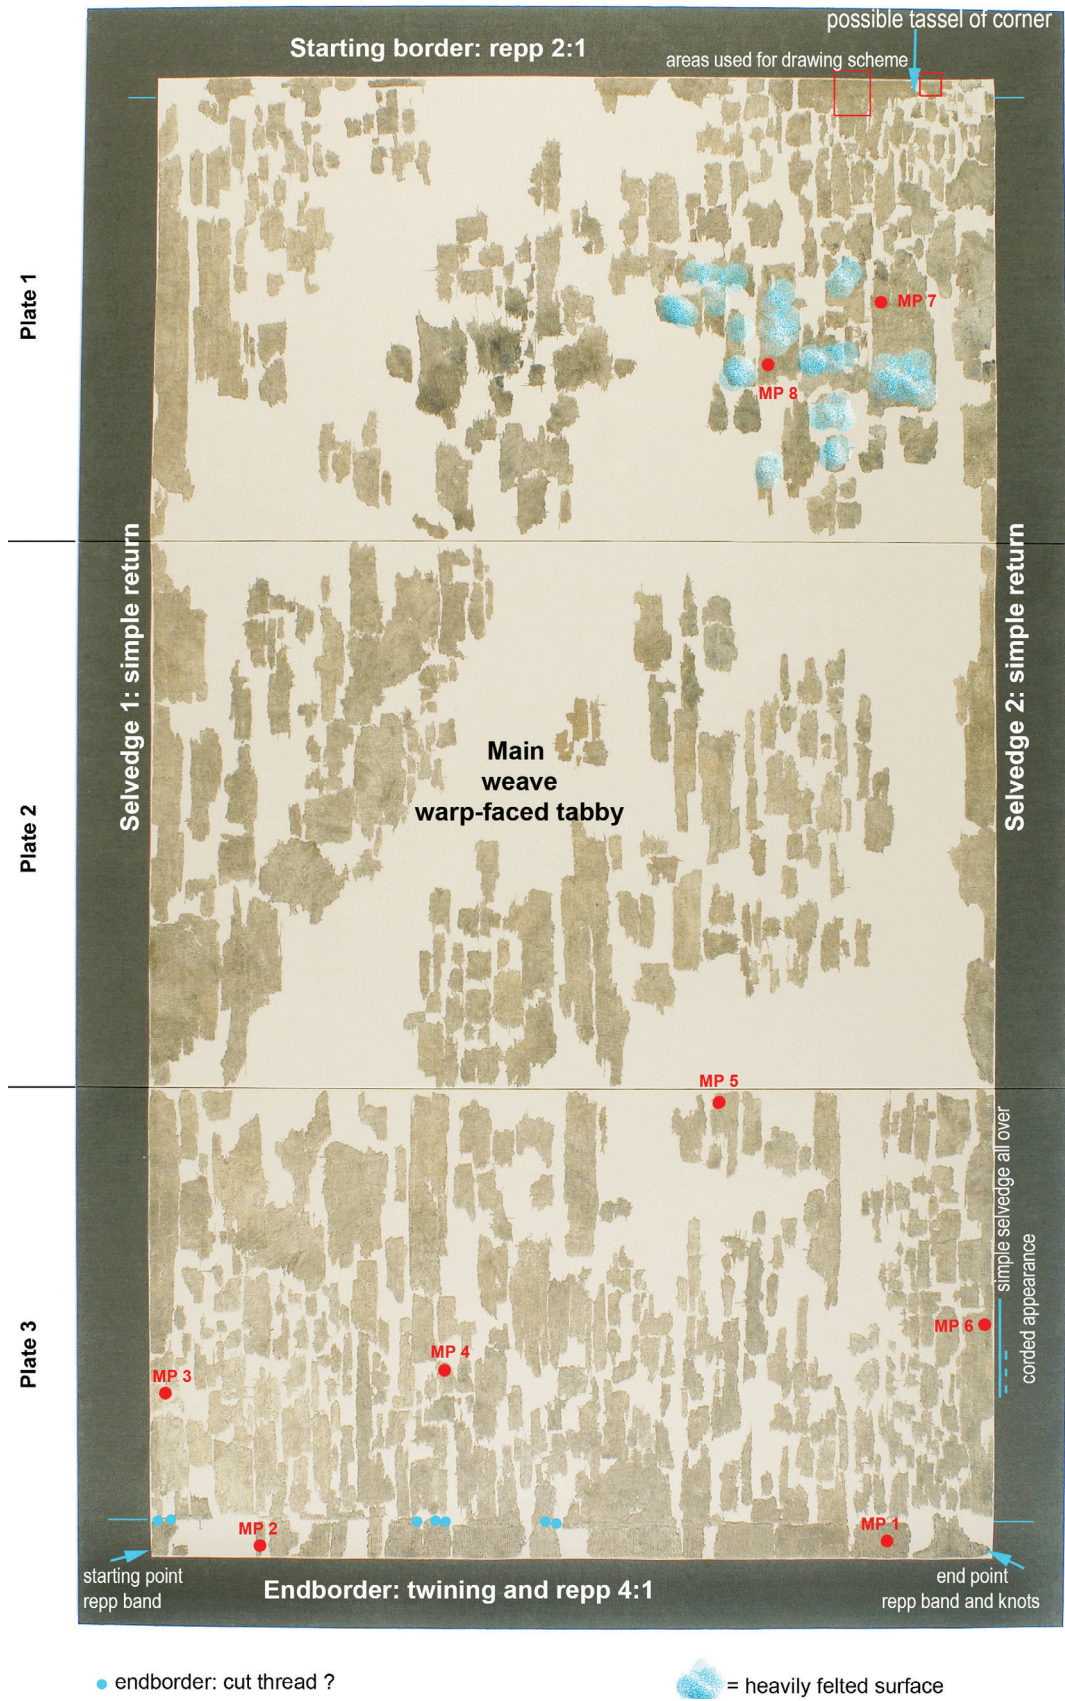 possible tassel of corner
Starting border: repp 2:1
areas used for drawing scheme
Plate 1
MP 7
MP 8
Selvedge 1: simple return
Selvedge 2: simple return
Plate 2
Main
weave
warp-faced tabby
MP 5
simple selvedge all over
corded appearance
Plate 3
MP 6
MP 4
MP 3
MP 2
MP 1
starting point
repp band
Endborder: twining and repp 4:1
end point
repp band and knots
endborder: cut thread ?
= heavily felted surface